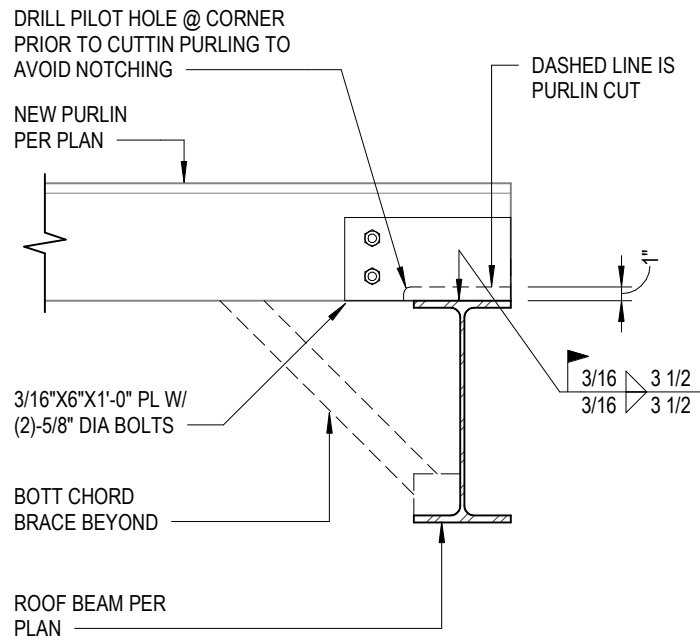 DRILL PILOT HOLE @ CORNER
PRIOR TO CUTTIN PURLING TO
AVOID NOTCHING
DASHED LINE IS
PURLIN CUT
NEW PURLIN
PER PLAN
1"
3/16 3 1/2
3/16 3 1/2
3/16"X6"X1'-0" PL W/
(2)-5/8" DIA BOLTS
BOTT CHORD
BRACE BEYOND
ROOF BEAM PER
PLAN